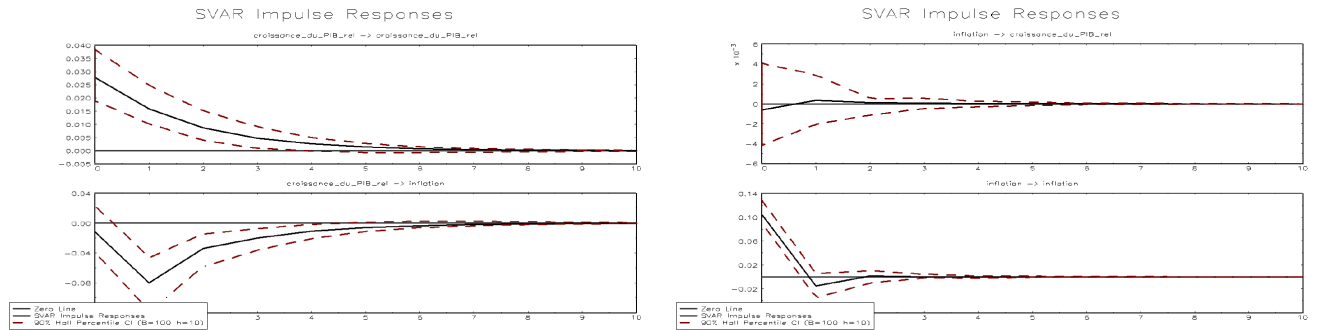 SVAR Impulse Responses
croissance_du_PIB_rel -> croissance_du_PIB_rel
0.040
0.035
0.030
0.025
0.020
0.015
0.010
0.005
0.000
-0.005
0 1 2 3 4 5 6 7 8 9 10
croissance_du_PIB_rel -> inflation
0.04
-0.00
-0.04
-0.08
2 3 4 5 6 7 8 9 10
Zero Line
SVAR Impulse Responses
90% Hall Percentile CI (B=100 h=10)
SVAR Impulse Responses
inflation -> croissance_du_PIB_rel
x 10^-3
6
4
2
0
-2
-4
-6
0 1 2 3 4 5 6 7 8 9 10
inflation -> inflation
0.14
0.10
0.06
0.02
-0.02
2 3 4 5 6 7 8 9 10
Zero Line
SVAR Impulse Responses
90% Hall Percentile CI (B=100 h=10)